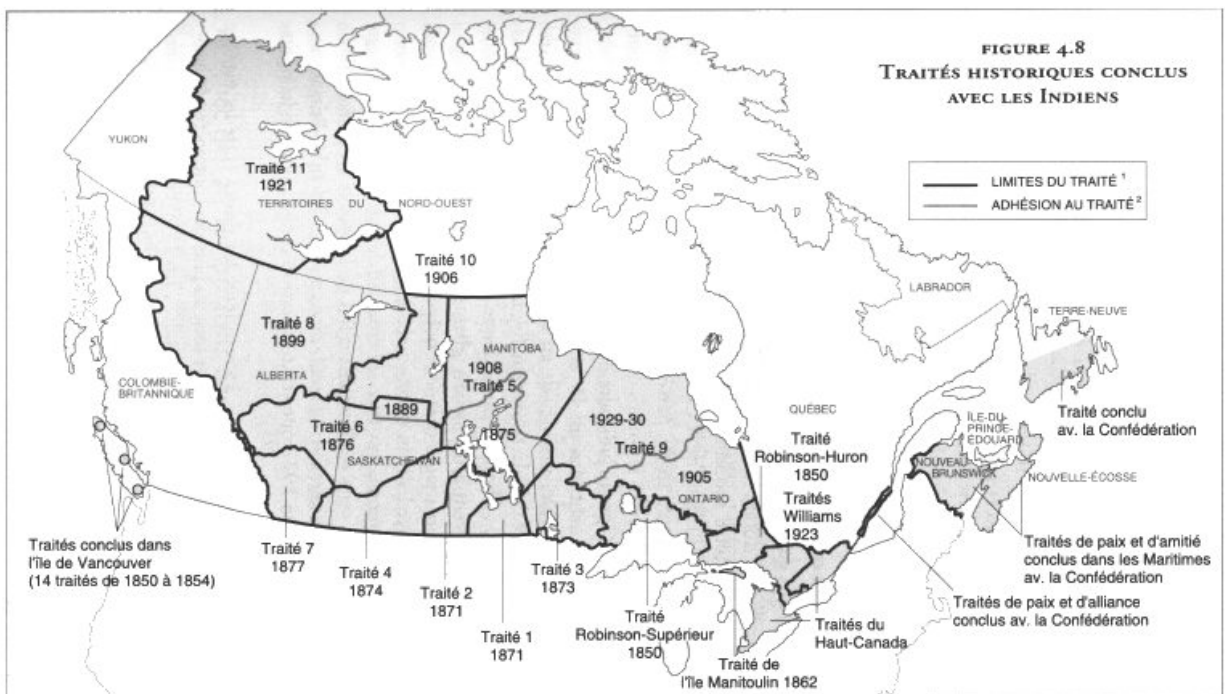 FIGURE 4.8
TRAITÉS HISTORIQUES CONCLUS
AVEC LES INDIENS
LIMITES DU TRAITÉ ¹
ADHÉSION AU TRAITÉ ²
YUKON
Traité 11
1921
TERRITOIRES DU NORD-OUEST
Traité 10
1906
LABRADOR
TERRE-NEUVE
Traité 8
1899
MANITOBA
1908
Traité 5
COLOMBIE-
BRITANNIQUE
ALBERTA
1889
1875
Traité 6
1876
SASKATCHEWAN
1929-30
Traité 9
1905
ONTARIO
QUÉBEC
Traité
Robinson-Huron
1850
Traités
Williams
1923
Traité conclu
av. la Confédération
ÎLE-DU-
PRINCE-
ÉDOUARD
NOUVEAU-
BRUNSWICK
NOUVELLE-ÉCOSSE
Traités conclus dans
l'île de Vancouver
(14 traités de 1850 à 1854)
Traité 7
1877
Traité 4
1874
Traité 2
1871
Traité 1
1871
Traité 3
1873
Traité
Robinson-Supérieur
1850
Traité de
l'île Manitoulin 1862
Traités du
Haut-Canada
Traités de paix et d'amitié
conclus dans les Maritimes
av. la Confédération
Traités de paix et d'alliance
conclus av. la Confédération